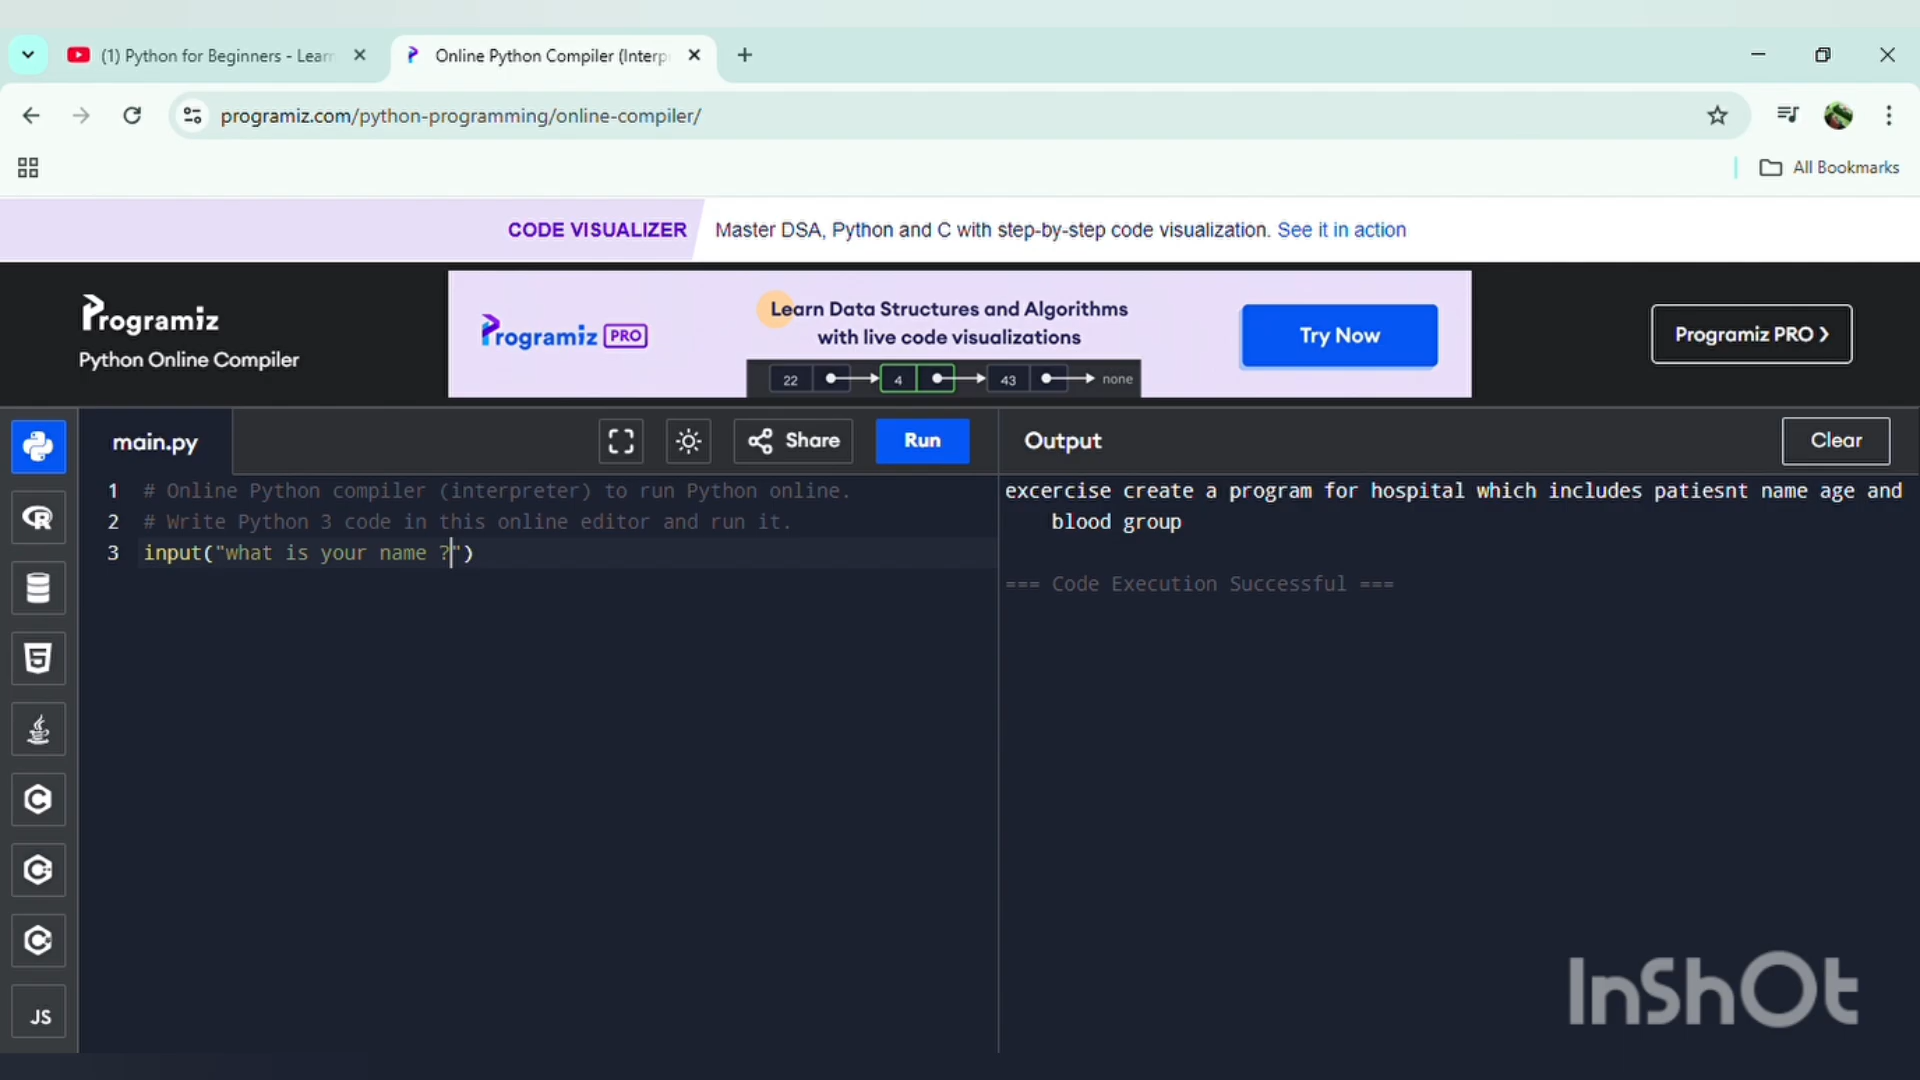 (1) Python for Beginners - Lear
Online Python Compiler (Interp
programiz.com/python-programming/online-compiler/
All Bookmarks
CODE VISUALIZER Master DSA, Python and C with step-by-step code visualization. See it in action
Programiz
Python Online Compiler
Programiz PRO
Learn Data Structures and Algorithms
with live code visualizations
22 4 43 none
Try Now
Programiz PRO
main.py
Share
Run
Output
Clear
1 # Online Python compiler (interpreter) to run Python online.
2 # Write Python 3 code in this online editor and run it.
3 input("what is your name ?")
excercise create a program for hospital which includes patiesnt name age and
blood group
=== Code Execution Successful ===
R
5
C
C
C
JS
InShOt